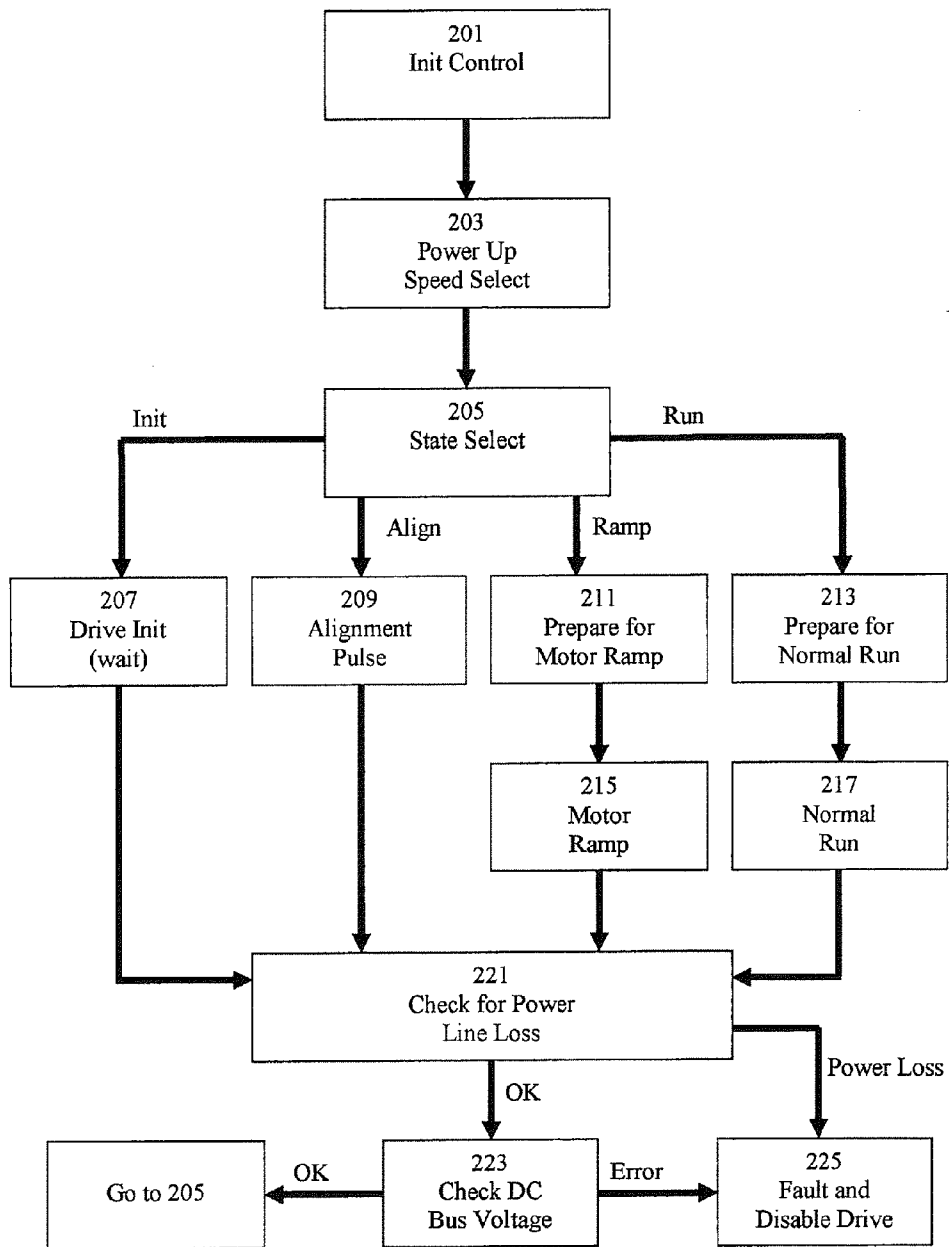 201
Init Control
203
Power Up
Speed Select
Init
205
State Select
Run
Align
Ramp
207
Drive Init
(wait)
209
Alignment
Pulse
211
Prepare for
Motor Ramp
213
Prepare for
Normal Run
215
Motor
Ramp
217
Normal
Run
221
Check for Power
Line Loss
Power Loss
OK
Go to 205
OK
223
Check DC
Bus Voltage
Error
225
Fault and
Disable Drive